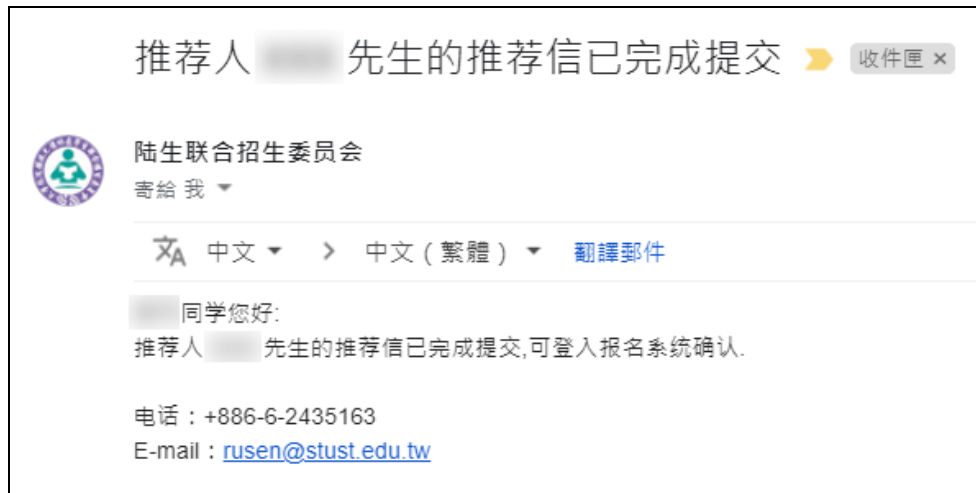 推荐人 先生的推荐信已完成提交 收件匣 ×
陆生联合招生委员会
寄給 我
中文 > 中文 ( 繁體 ) 翻譯郵件
同学您好:
推荐人 先生的推荐信已完成提交,可登入报名系统确认.
电话：+886-6-2435163
E-mail：rusen@stust.edu.tw